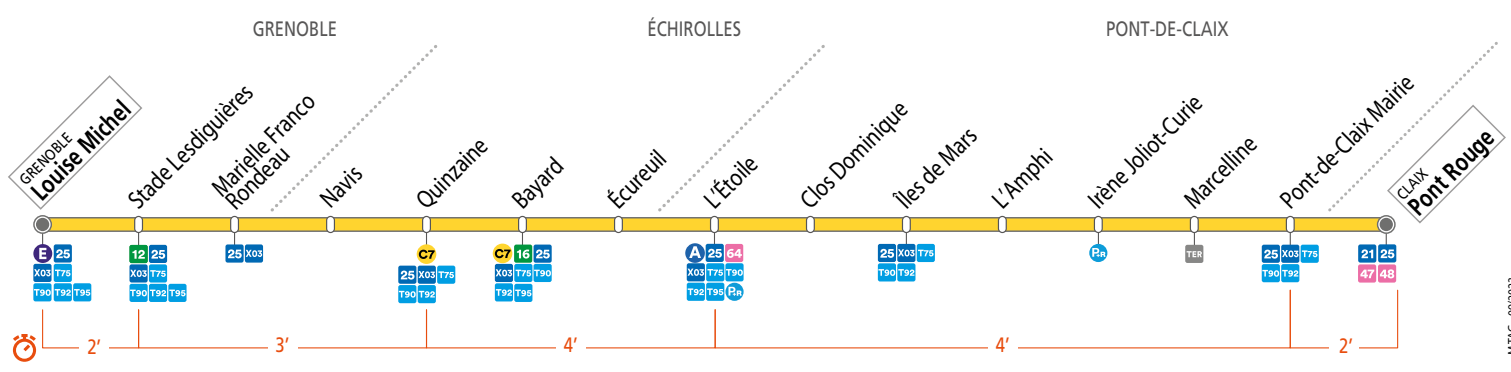 GRENOBLE
ÉCHIROLLES
PONT-DE-CLAIX
GRENOBLE
Louise Michel
Stade Lesdiguières
Marielle Franco
Rondeau
Navis
Quinzaine
Bayard
Écureuil
L'Étoile
Clos Dominique
Îles de Mars
L'Amphi
Irène Joliot-Curie
Marcelline
Pont-de-Claix Mairie
CLAIX
Pont Rouge
E 25
X03 T75
T90 T92 T95
12 25
X03 T75
T90 T92 T95
25 X03
C7
25 X03 T75
T90 T92
C7 16 25
X03 T75 T90
T92 T95
A 25 64
X03 T75 T90
T92 T95 P+R
25 X03 T75
T90 T92
P+R
TER
25 X03 T75
T90 T92
21 25
47 48
2'
3'
4'
4'
2'